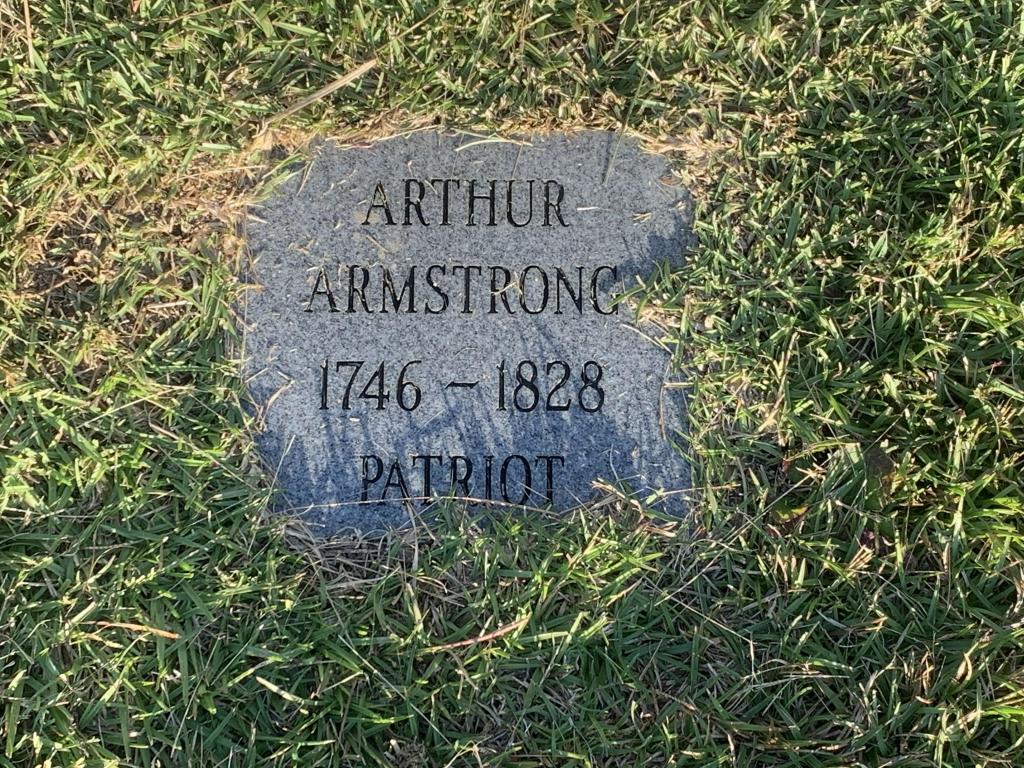 ARTHUR
ARMSTRONG
1746 – 1828
PATRIOT